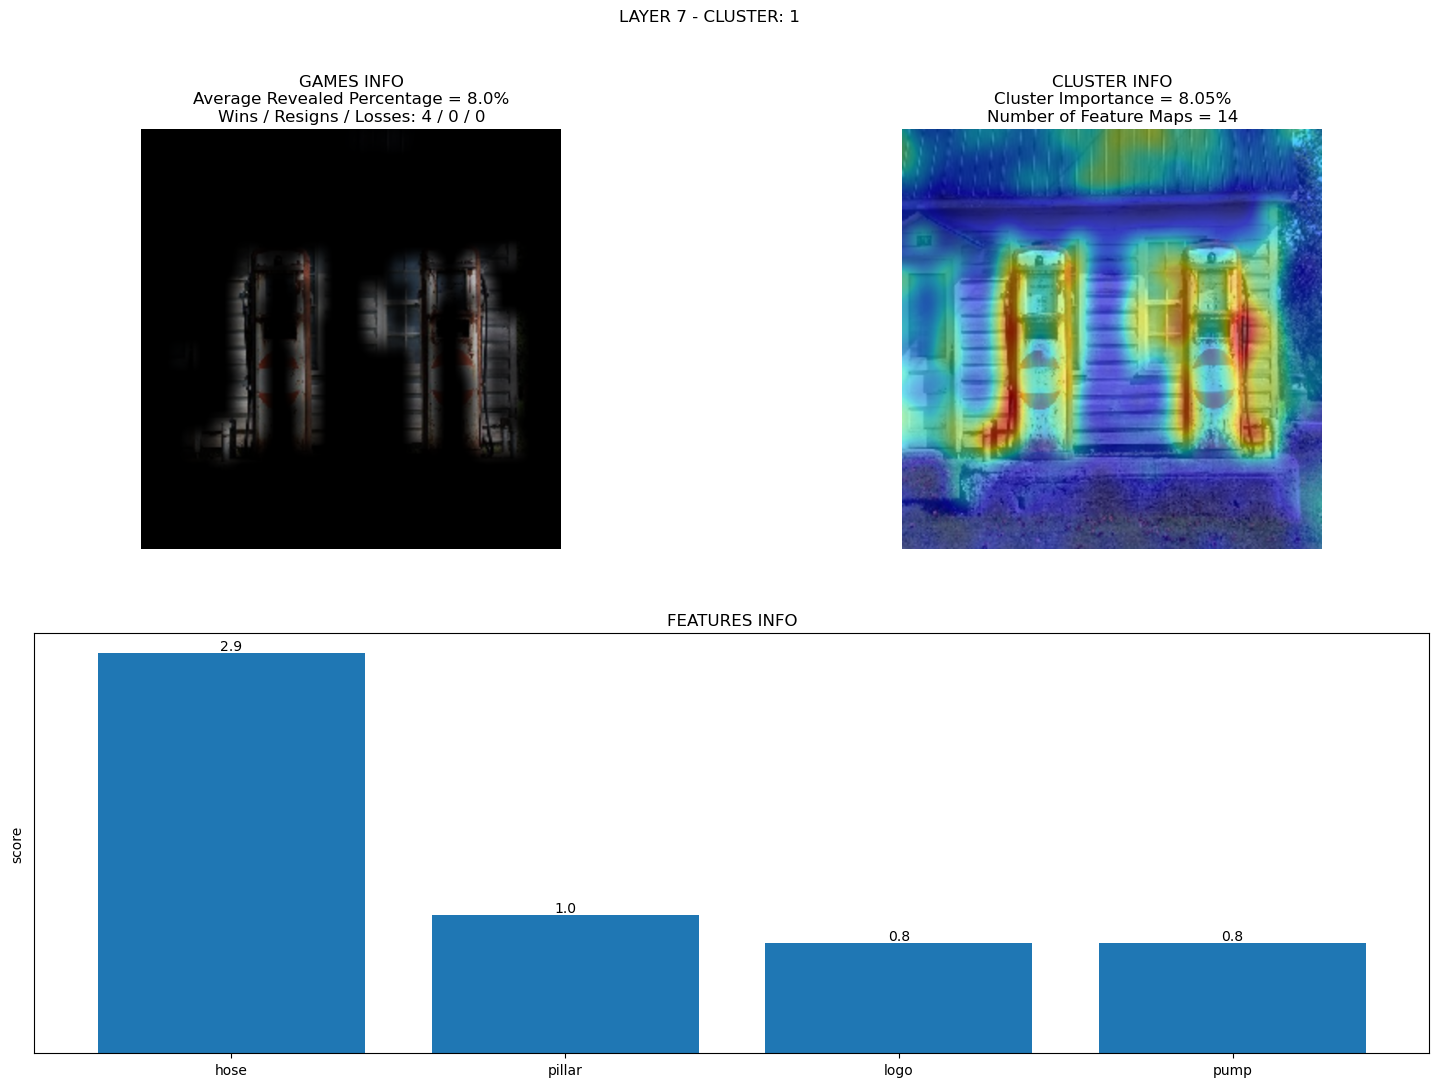 LAYER 7 - CLUSTER: 1
GAMES INFO
Average Revealed Percentage = 8.0%
Wins / Resigns / Losses: 4 / 0 / 0
CLUSTER INFO
Cluster Importance = 8.05%
Number of Feature Maps = 14
FEATURES INFO
score
2.9
1.0
0.8
0.8
hose
pillar
logo
pump